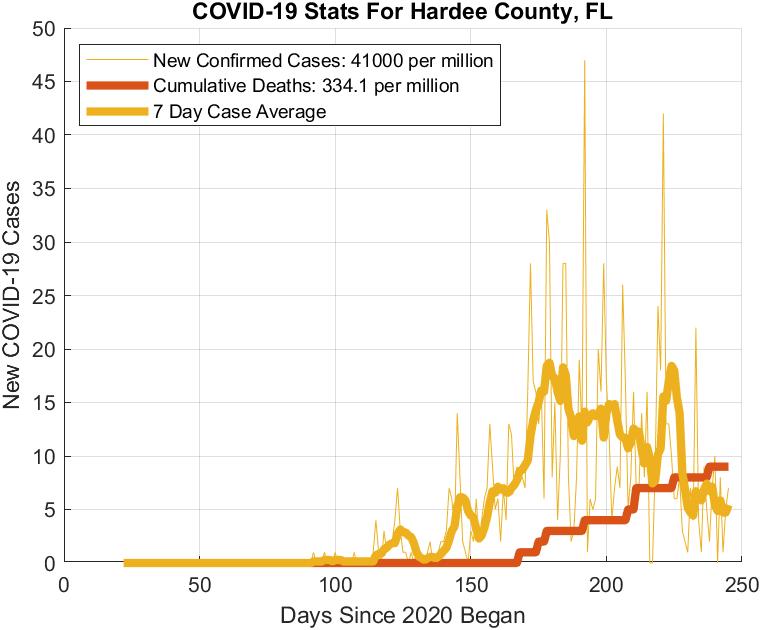 COVID-19 Stats For Hardee County, FL
New Confirmed Cases: 41000 per million
Cumulative Deaths: 334.1 per million
7 Day Case Average
New COVID-19 Cases
50
45
40
35
30
25
20
15
10
5
0
0 50 100 150 200 250
Days Since 2020 Began